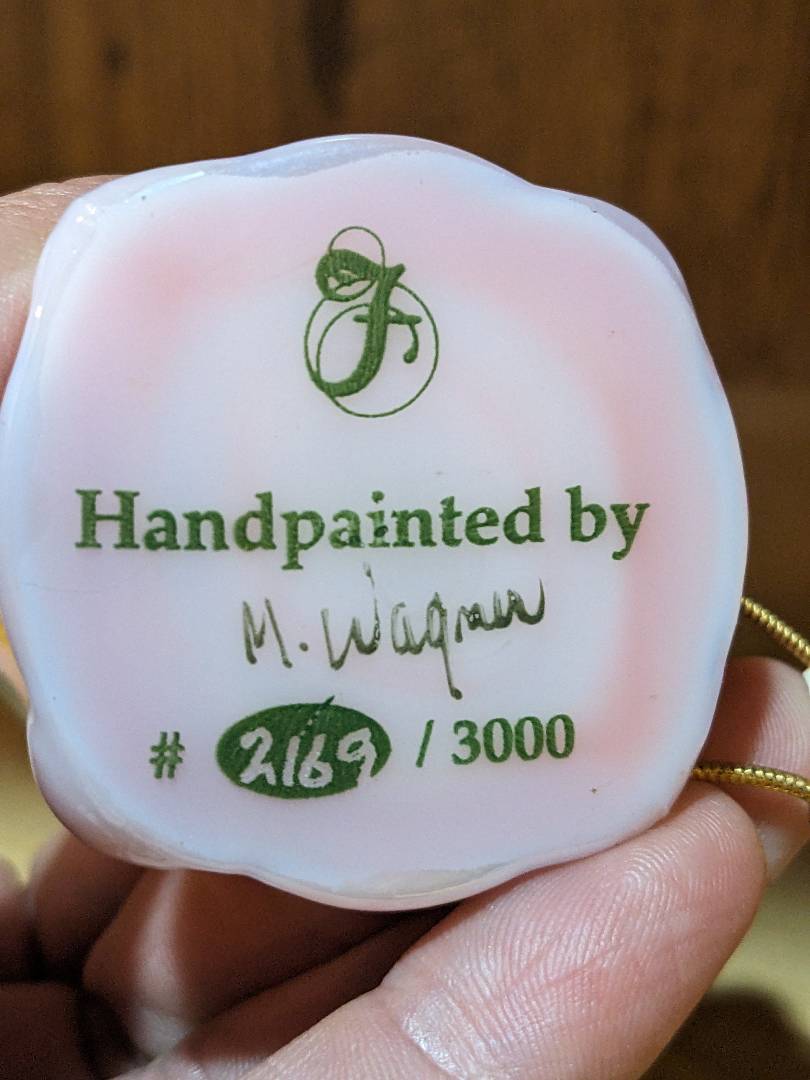 F
Handpainted by
M. Wagner
# 2169 / 3000